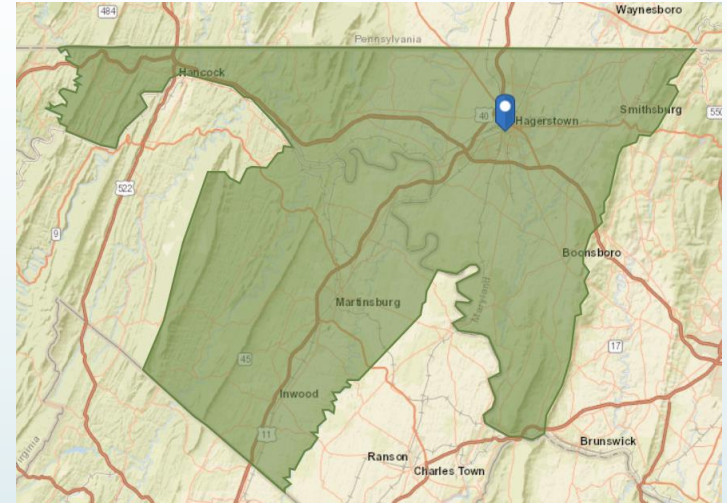 484
Waynesboro
Pennsylvania
Hancock
40
Hagerstown
Smithsburg
550
522
9
Boonsboro
Maryland
Martinsburg
17
45
Inwood
11
Brunswick
Ranson
Charles Town